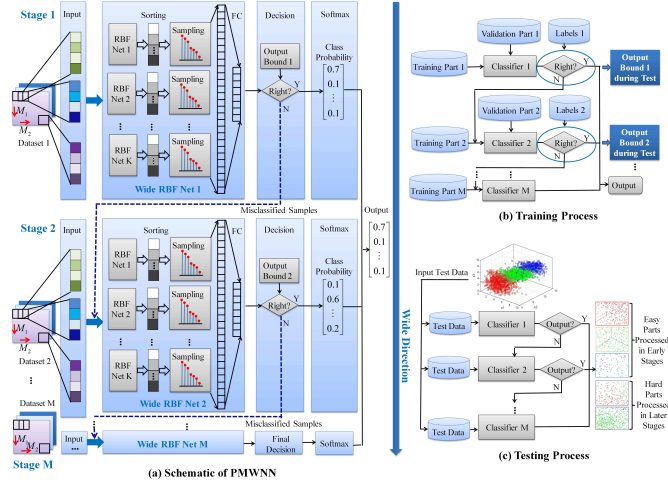 Stage 1
Input
Sorting
FC
Decision
Softmax
RBF Net 1
Sampling
Output Bound 1
Class Probability
0.7
0.1
⋮
0.1
RBF Net 2
Sampling
Right?
Y
N
M1
M2
Dataset 1
RBF Net K
Sampling
Wide RBF Net 1
Misclassified Samples
Stage 2
Input
Sorting
FC
Decision
Softmax
Output
0.7
0.1
⋮
0.1
RBF Net 1
Sampling
Output Bound 2
Class Probability
0.1
0.6
⋮
0.2
RBF Net 2
Sampling
Right?
Y
N
M1
M2
Dataset 2
RBF Net K
Sampling
Wide RBF Net 2
Dataset M
Misclassified Samples
M1
M2
Input
...
Wide RBF Net M
Final Decision
Softmax
Stage M
(a) Schematic of PMWNN
Wide Direction
Validation Part 1
Labels 1
Training Part 1
Classifier 1
Right?
Y
N
Output Bound 1 during Test
Validation Part 2
Labels 2
Training Part 2
Classifier 2
Right?
Y
N
Output Bound 2 during Test
Training Part M
Classifier M
Output
(b) Training Process
Input Test Data
Test Data
Classifier 1
Output?
Y
N
Test Data
Classifier 2
Output?
Y
N
Test Data
Classifier M
Easy Parts Processed in Early Stages
Hard Parts Processed in Later Stages
(c) Testing Process